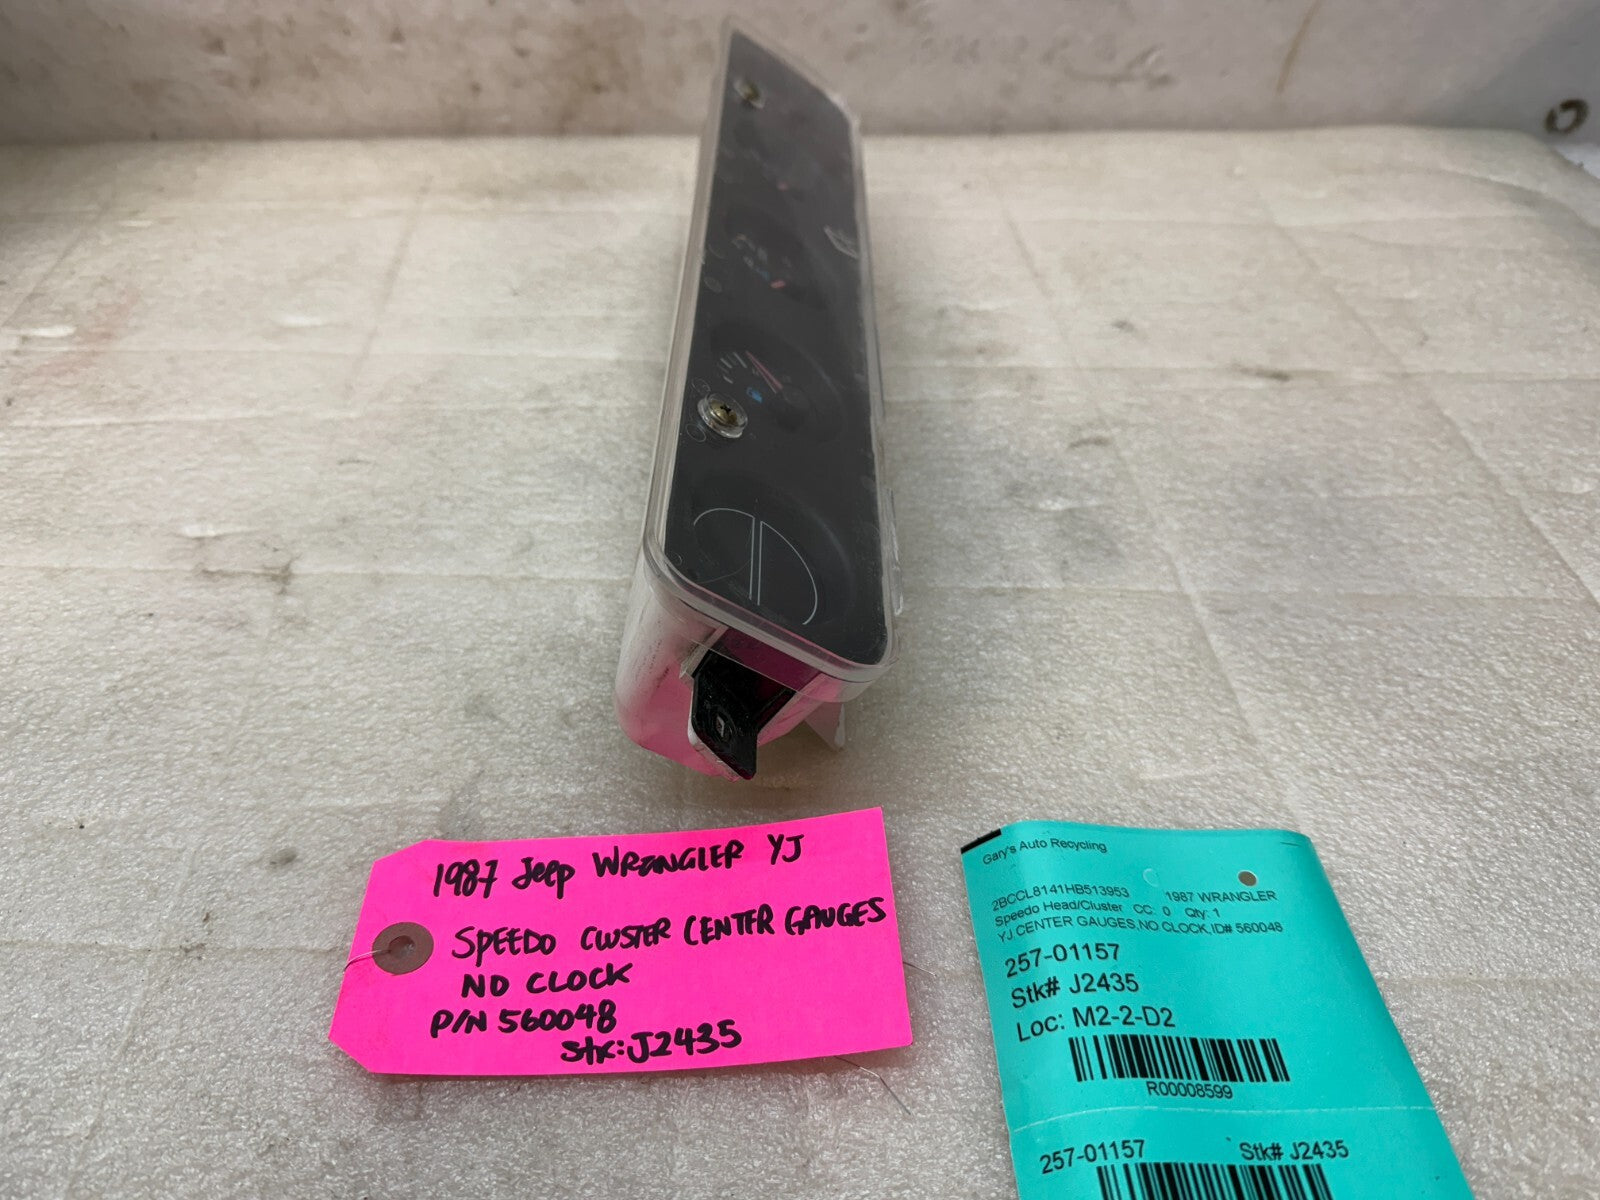 1987 Jeep WRANGLER YJ
SPEEDO CLUSTER CENTER GAUGES
NO CLOCK
P/N 560048
Stk: J2435
Gary's Auto Recycling
2BCCL8141HB513953 1987 WRANGLER
Speedo Head/Cluster CC: 0 Qty: 1
YJ,CENTER GAUGES,NO CLOCK,ID# 560048
257-01157
Stk# J2435
Loc: M2-2-D2
R00008599
257-01157 Stk# J2435